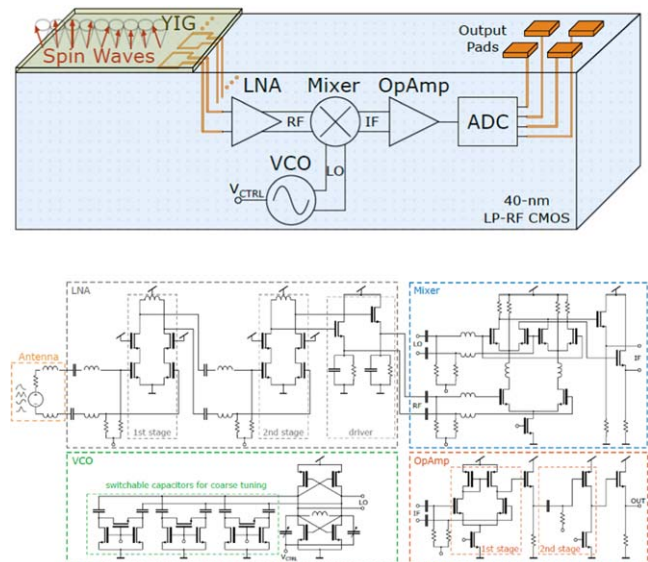 YIG
Spin Waves
Output
Pads
LNA
Mixer
OpAmp
RF
IF
ADC
VCO
LO
VCTRL
40-nm
LP-RF CMOS
LNA
Mixer
Antenna
LO
IF
RF
1st stage
2nd stage
driver
VCO
switchable capacitors for coarse tuning
LO
VCTRL
OpAmp
IF
OUT
1st stage
2nd stage